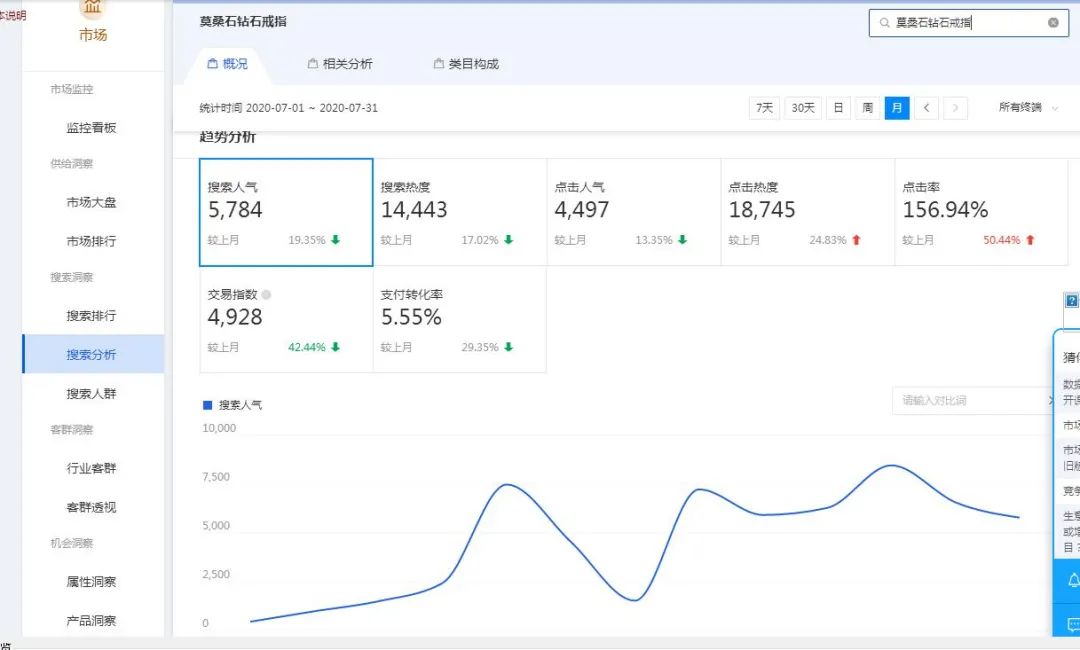 本说明
市场
市场监控
监控看板
供给洞察
市场大盘
市场排行
搜索洞察
搜索排行
搜索分析
搜索人群
客群洞察
行业客群
客群透视
机会洞察
属性洞察
产品洞察
莫桑石钻石戒指
莫桑石钻石戒指
概况 相关分析 类目构成
统计时间 2020-07-01 ~ 2020-07-31
7天 30天 日 周 月 < > 所有终端
趋势分析
搜索人气
5,784
较上月 19.35%
搜索热度
14,443
较上月 17.02%
点击人气
4,497
较上月 13.35%
点击热度
18,745
较上月 24.83%
点击率
156.94%
较上月 50.44%
交易指数
4,928
较上月 42.44%
支付转化率
5.55%
较上月 29.35%
搜索人气
请输入对比词
10,000
7,500
5,000
2,500
0
?
猜你
数据
开通
市场
市场
旧
竞争
生意
目？
览